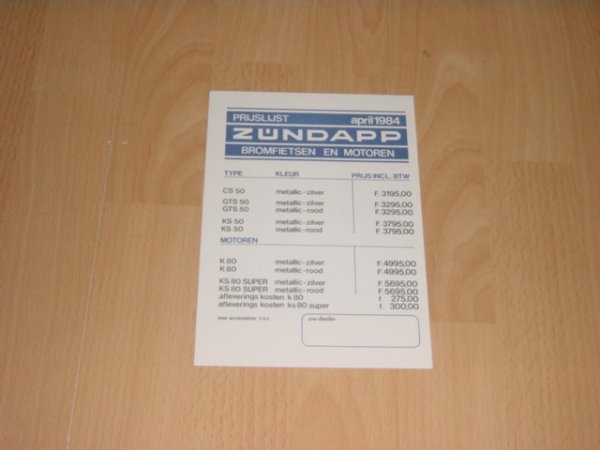 PRIJSLIJST april 1984
ZÜNDAPP
BROMFIETSEN EN MOTOREN
TYPE KLEUR PRIJS INCL. BTW
CS 50 metallic-zilver F. 3195,00
GTS 50 metallic-zilver F. 3295,00
GTS 50 metallic-rood F. 3295,00
KS 50 metallic-zilver F. 3795,00
KS 50 metallic-rood F. 3795,00
MOTOREN
K 80 metallic-zilver F. 4995,00
K 80 metallic-rood F. 4995,00
KS 80 SUPER metallic-zilver F. 5695,00
KS 80 SUPER metallic-rood F. 5695,00
afleverings kosten k 80 f. 275,00
afleverings kosten ks 80 super f. 300,00
uw dealer